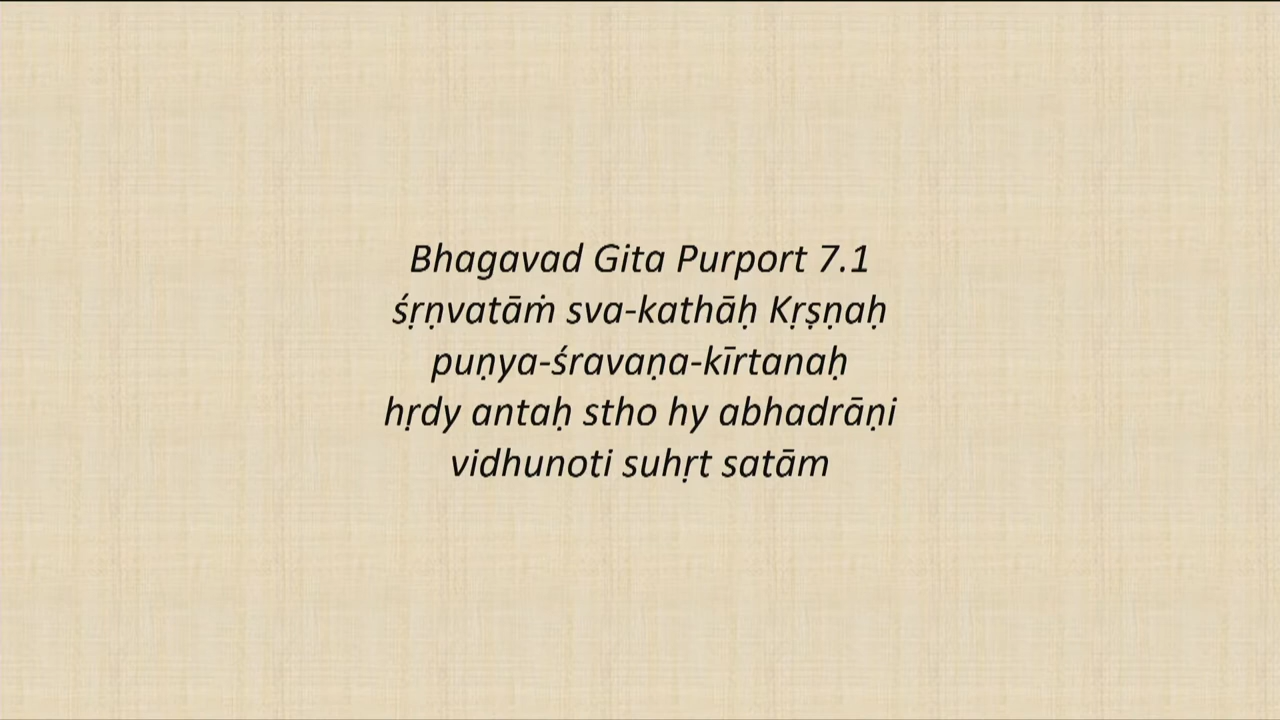 Bhagavad Gita Purport 7.1
śṛṇvatāṁ sva-kathāḥ Kṛṣṇaḥ
puṇya-śravaṇa-kīrtanaḥ
hṛdy antaḥ stho hy abhadrāṇi
vidhunoti suhṛt satām